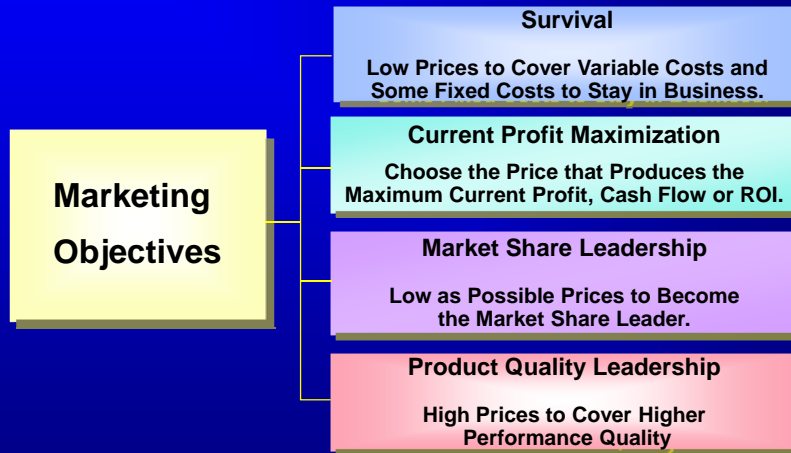 Marketing
Objectives
Survival
Low Prices to Cover Variable Costs and
Some Fixed Costs to Stay in Business.
Current Profit Maximization
Choose the Price that Produces the
Maximum Current Profit, Cash Flow or ROI.
Market Share Leadership
Low as Possible Prices to Become
the Market Share Leader.
Product Quality Leadership
High Prices to Cover Higher
Performance Quality